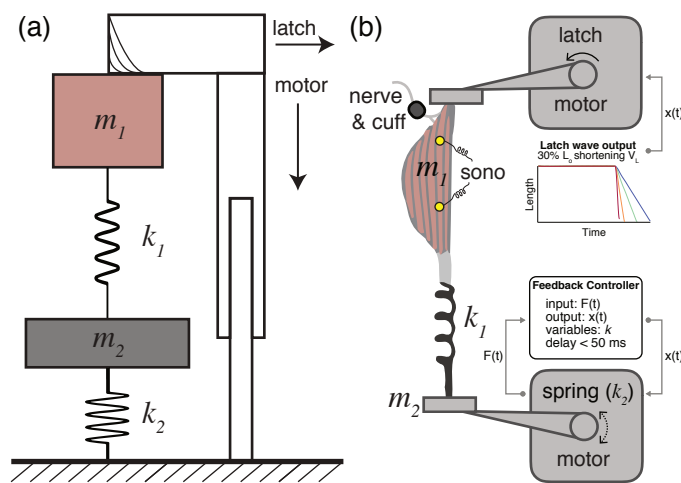 (a)
latch
motor
m1
k1
m2
k2
(b)
latch
motor
nerve
& cuff
m1
sono
x(t)
Latch wave output
30% L0 shortening VL
Length
Time
k1
Feedback Controller
input: F(t)
output: x(t)
variables: k
delay < 50 ms
F(t)
x(t)
m2
spring (k2)
motor